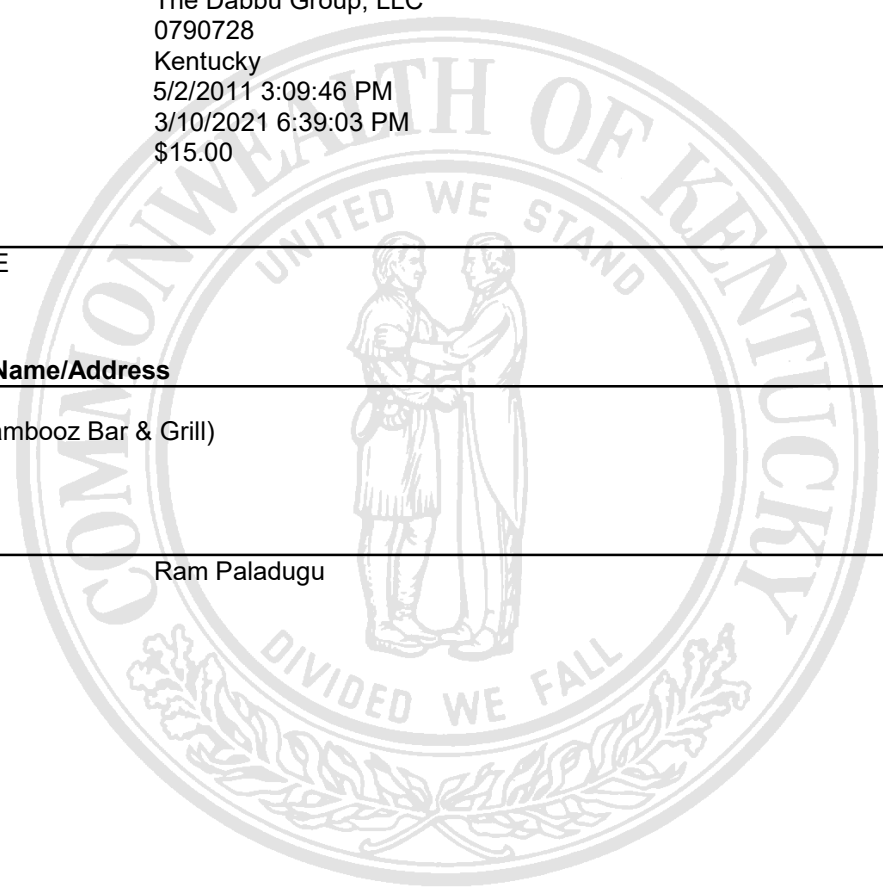 The Dabbu Group, LLC
0790728
Kentucky
5/2/2011 3:09:46 PM
3/10/2021 6:39:03 PM
$15.00
COMMONWEALTH OF KENTUCKY
UNITED WE STAND
E
Name/Address
ambooz Bar & Grill)
Ram Paladugu
DIVIDED WE FALL